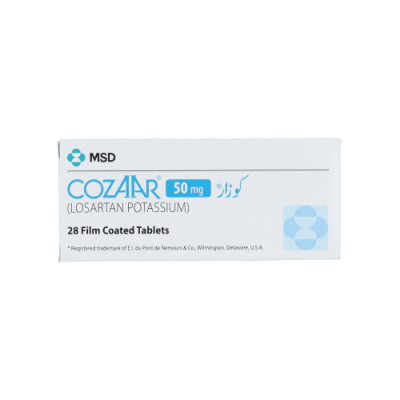 MSD
COZAAR® 50 mg كوزار®
(LOSARTAN POTASSIUM)
28 Film Coated Tablets
* Registered trademark of E.I. du Pont de Nemours & Co., Wilmington, Delaware, U.S.A.